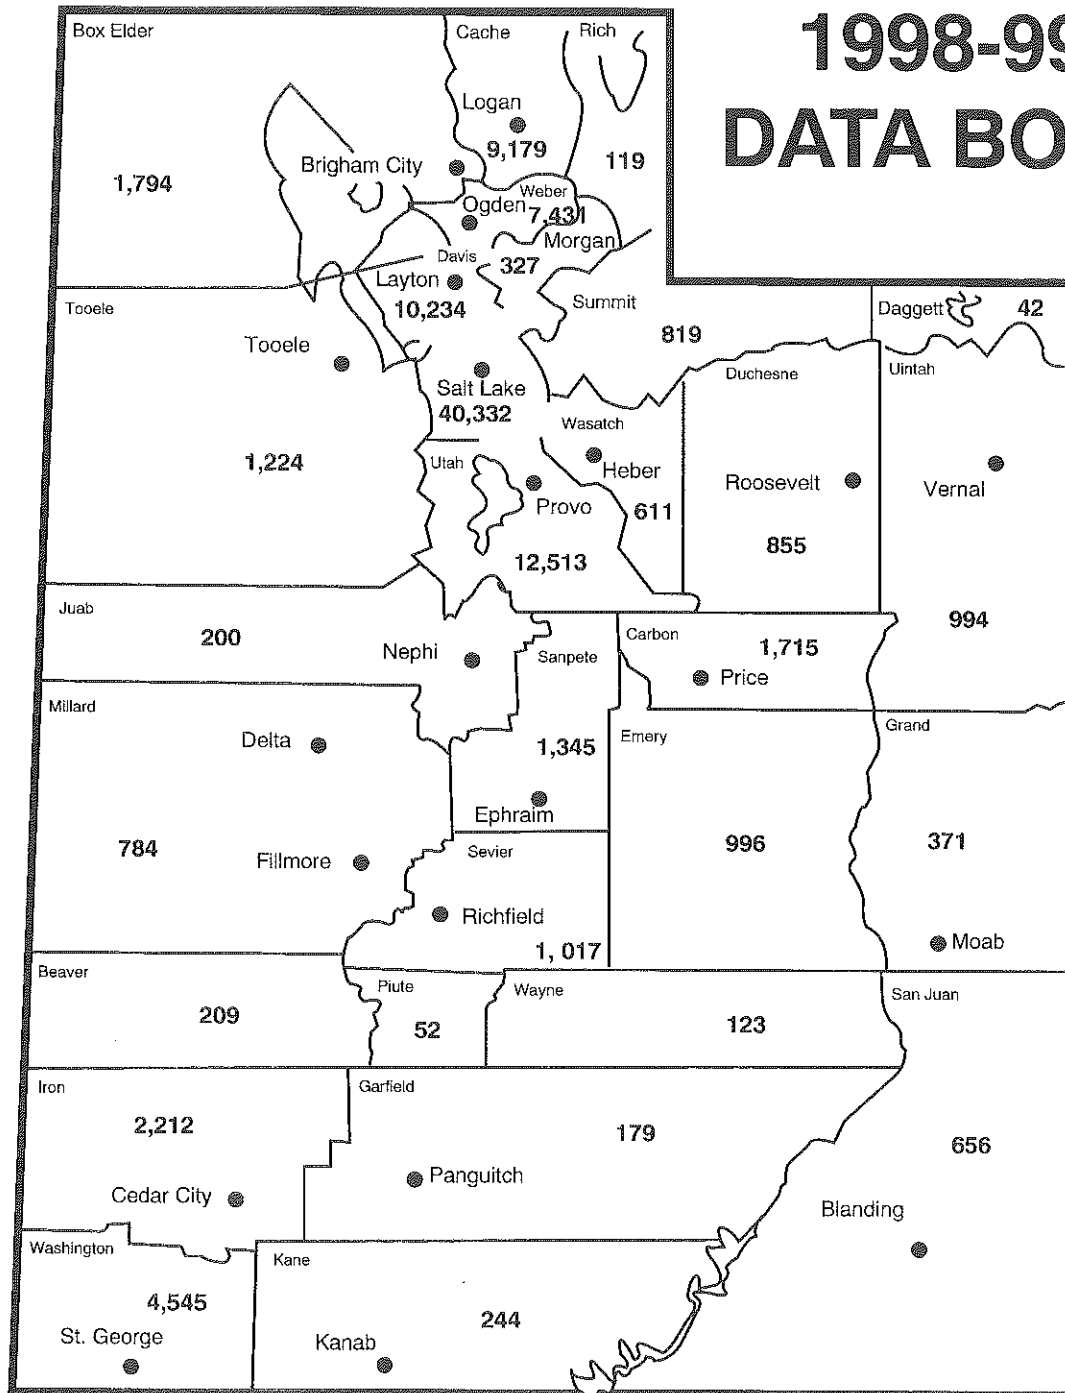 1998-99
DATA BO
Box Elder
Cache
Rich
Logan
9,179
119
Brigham City
1,794
Weber
Ogden
7,431
Morgan
Davis
327
Layton
10,234
Summit
819
Daggett
42
Tooele
Tooele
Salt Lake
40,332
Duchesne
Uintah
Wasatch
1,224
Utah
Heber
Provo
611
Roosevelt
Vernal
855
12,513
994
Juab
200
Nephi
Sanpete
Carbon
1,715
Price
Millard
Delta
1,345
Emery
Grand
Ephraim
784
Fillmore
Sevier
996
371
Richfield
1, 017
Moab
Beaver
209
Piute
52
Wayne
123
San Juan
Iron
2,212
Garfield
179
656
Cedar City
Panguitch
Blanding
Washington
4,545
Kane
244
St. George
Kanab